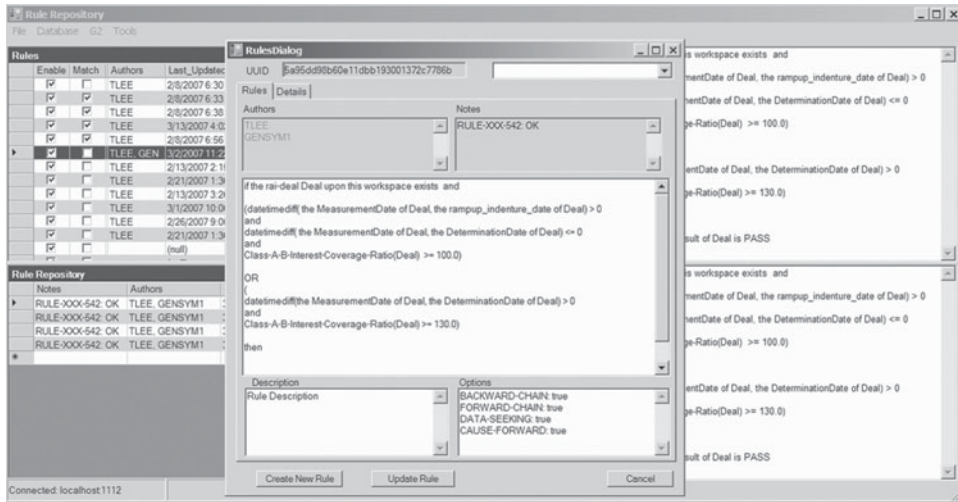 Rule Repository
File Database G2 Tools
Rules
Enable Match Authors Last_Updated
TLEE 2/8/2007 6:30
TLEE 2/8/2007 6:33
TLEE 2/8/2007 6:38
TLEE 3/13/2007 4:0
TLEE 2/8/2007 6:56
TLEE, GEN 3/2/2007 11:2
TLEE 2/13/2007 2:1
TLEE 2/21/2007 1:3
TLEE 2/13/2007 3:2
TLEE 3/1/2007 10:0
TLEE 2/26/2007 9:0
TLEE 2/21/2007 1:3
(null)
Rule Repository
Notes Authors
RULE-XXX-542: OK TLEE, GENSYM1
RULE-XXX-542: OK TLEE, GENSYM1
RULE-XXX-542: OK TLEE, GENSYM1
RULE-XXX-542: OK TLEE, GENSYM1
Connected: localhost:1112
RulesDialog
UUID 5a95dd98b60e11dbb193001372c7786b
Rules Details
Authors
TLEE
GENSYM1
Notes
RULE-XXX-542: OK
if the rai-deal Deal upon this workspace exists and
(datetimediff( the MeasurementDate of Deal, the rampup_indenture_date of Deal) > 0
and
datetimediff( the MeasurementDate of Deal, the DeterminationDate of Deal) <= 0
and
Class-A-B-Interest-Coverage-Ratio(Deal) >= 100.0)
OR
(
datetimediff(the MeasurementDate of Deal, the DeterminationDate of Deal) > 0
and
Class-A-B-Interest-Coverage-Ratio(Deal) >= 130.0)
then
Description
Rule Description
Options
BACKWARD-CHAIN: true
FORWARD-CHAIN: true
DATA-SEEKING: true
CAUSE-FORWARD: true
Create New Rule Update Rule Cancel
is workspace exists and
mentDate of Deal, the rampup_indenture_date of Deal) > 0
entDate of Deal, the DeterminationDate of Deal) <= 0
ge-Ratio(Deal) >= 100.0)
entDate of Deal, the DeterminationDate of Deal) > 0
ge-Ratio(Deal) >= 130.0)
sult of Deal is PASS
is workspace exists and
mentDate of Deal, the rampup_indenture_date of Deal) > 0
entDate of Deal, the DeterminationDate of Deal) <= 0
ge-Ratio(Deal) >= 100.0)
entDate of Deal, the DeterminationDate of Deal) > 0
ge-Ratio(Deal) >= 130.0)
sult of Deal is PASS